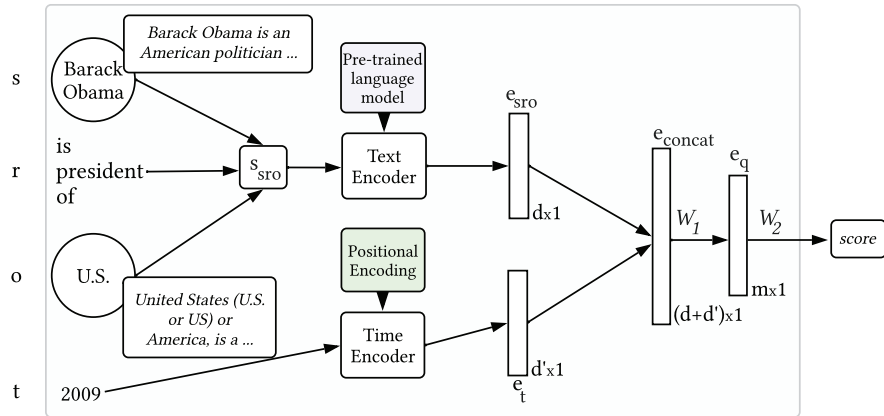 s
Barack
Obama
Barack Obama is an
American politician ...
r
is
president
of
s_sro
Pre-trained
language
model
Text
Encoder
e_sro
dx1
o
U.S.
United States (U.S.
or US) or
America, is a ...
Positional
Encoding
Time
Encoder
e_t
d'x1
t
2009
e_concat
(d+d')x1
W_1
e_q
mx1
W_2
score